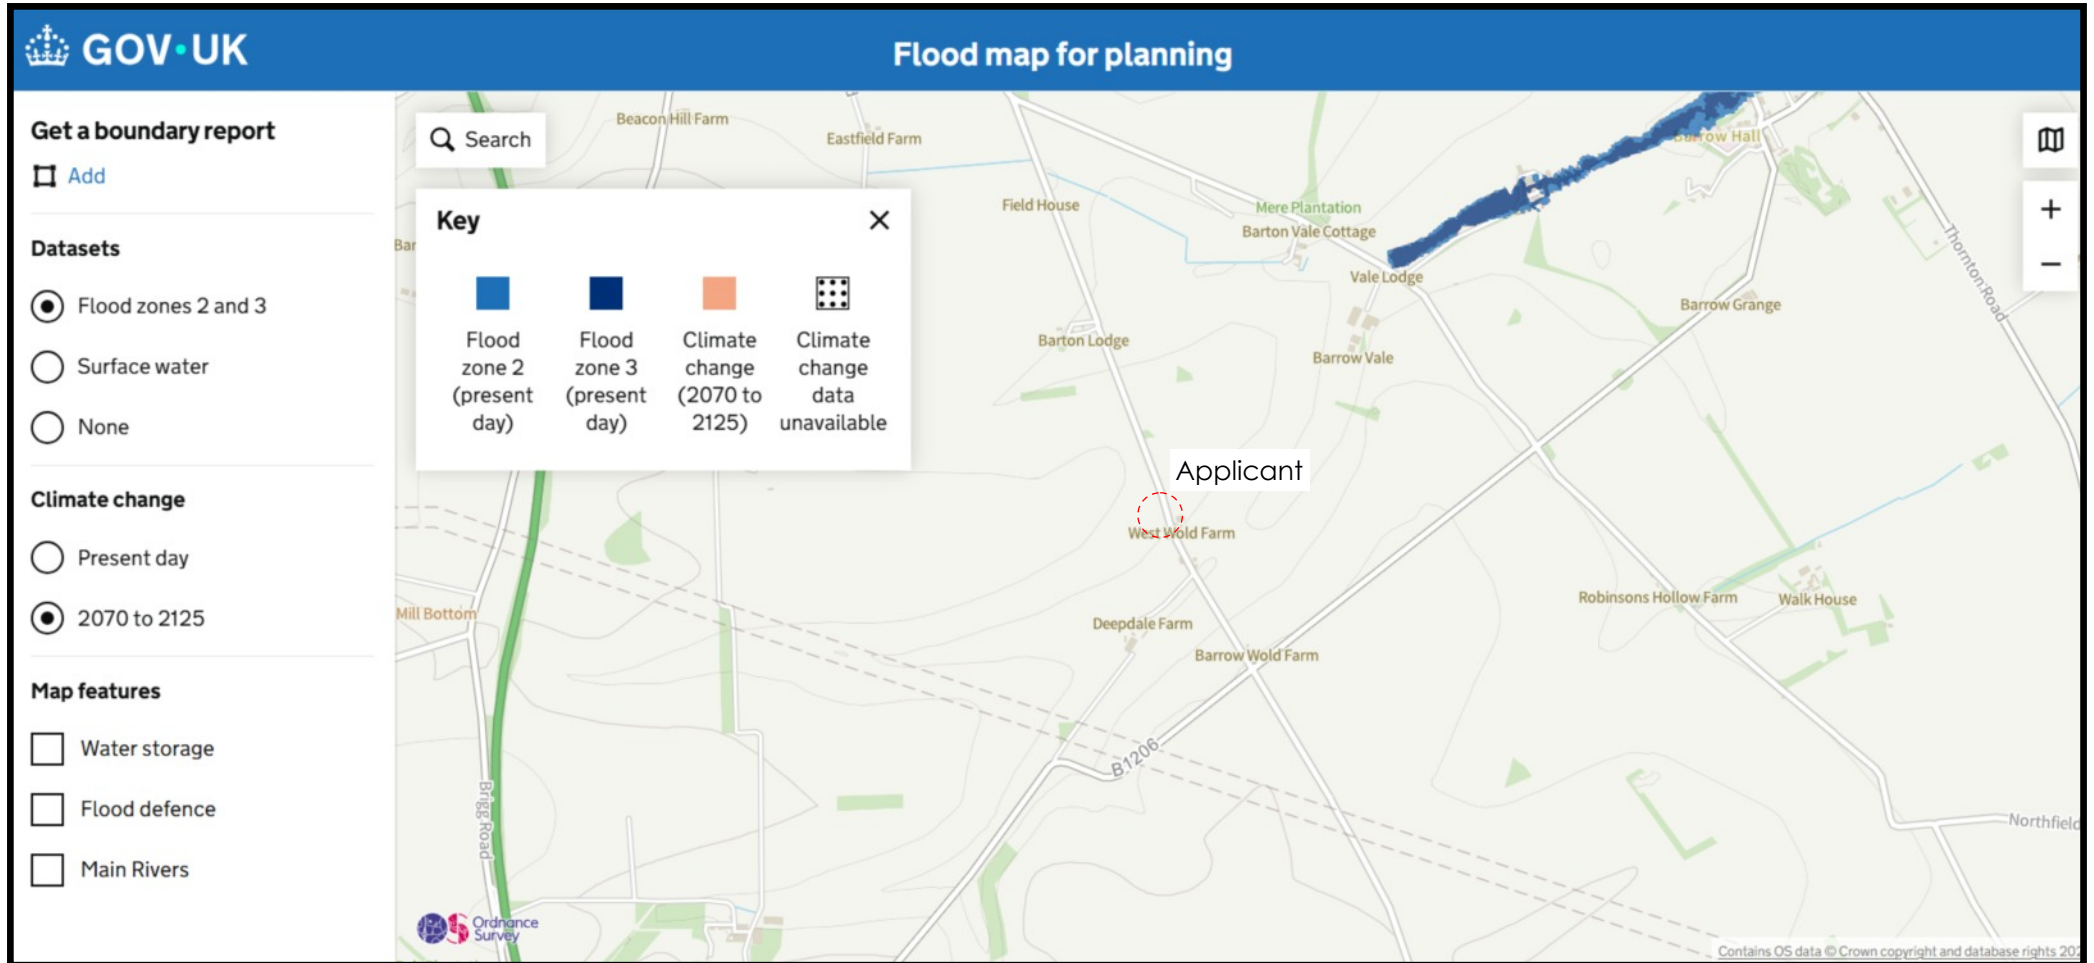 GOV·UK
Flood map for planning
Get a boundary report
Add
Datasets
Flood zones 2 and 3
Surface water
None
Climate change
Present day
2070 to 2125
Map features
Water storage
Flood defence
Main Rivers
Search
Key
Flood
zone 2
(present
day)
Flood
zone 3
(present
day)
Climate
change
(2070 to
2125)
Climate
change
data
unavailable
Beacon Hill Farm
Eastfield Farm
Barrow Hall
Field House
Mere Plantation
Barton Vale Cottage
Bar
Vale Lodge
Thornton Road
Barrow Grange
Barton Lodge
Barrow Vale
Applicant
West Wold Farm
Robinsons Hollow Farm
Walk House
Mill Bottom
Deepdale Farm
Barrow Wold Farm
B1206
Brigg Road
Northfield
Ordnance
Survey
Contains OS data © Crown copyright and database rights 202